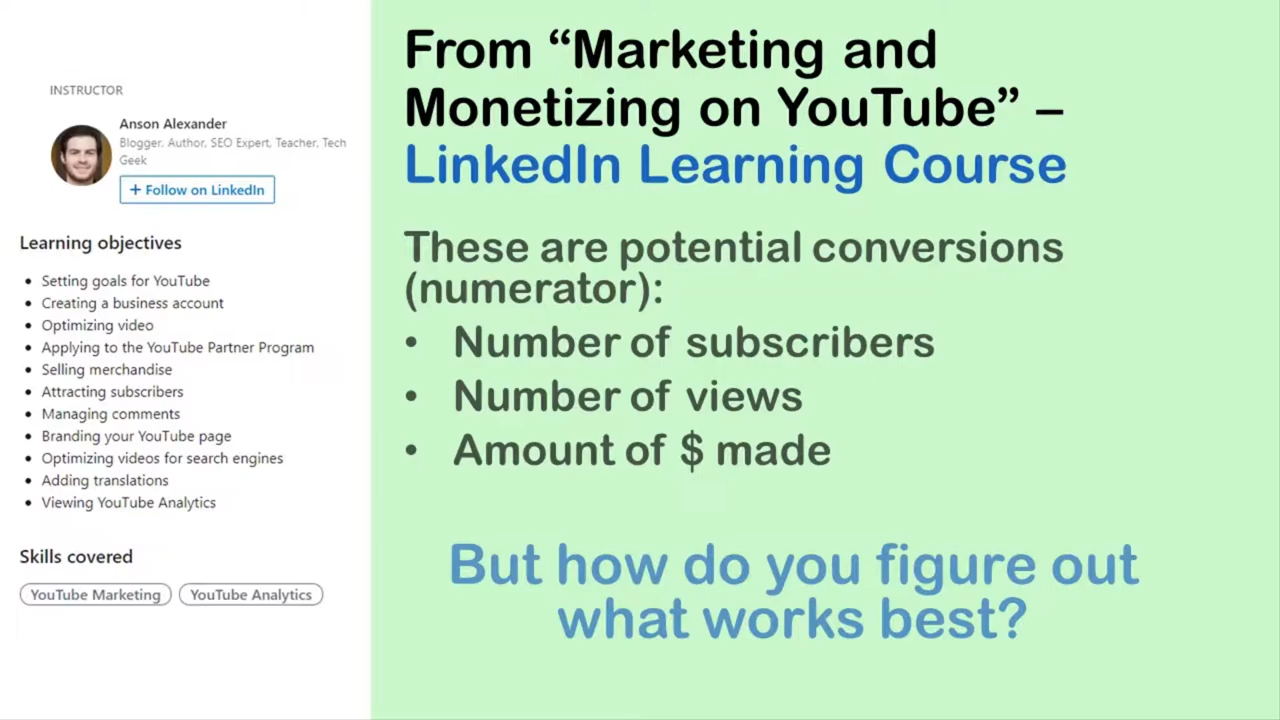 INSTRUCTOR
Anson Alexander
Blogger, Author, SEO Expert, Teacher, Tech
Geek
+ Follow on LinkedIn
Learning objectives
• Setting goals for YouTube
• Creating a business account
• Optimizing video
• Applying to the YouTube Partner Program
• Selling merchandise
• Attracting subscribers
• Managing comments
• Branding your YouTube page
• Optimizing videos for search engines
• Adding translations
• Viewing YouTube Analytics
Skills covered
YouTube Marketing YouTube Analytics
From “Marketing and
Monetizing on YouTube” –
LinkedIn Learning Course
These are potential conversions
(numerator):
• Number of subscribers
• Number of views
• Amount of $ made
But how do you figure out
what works best?